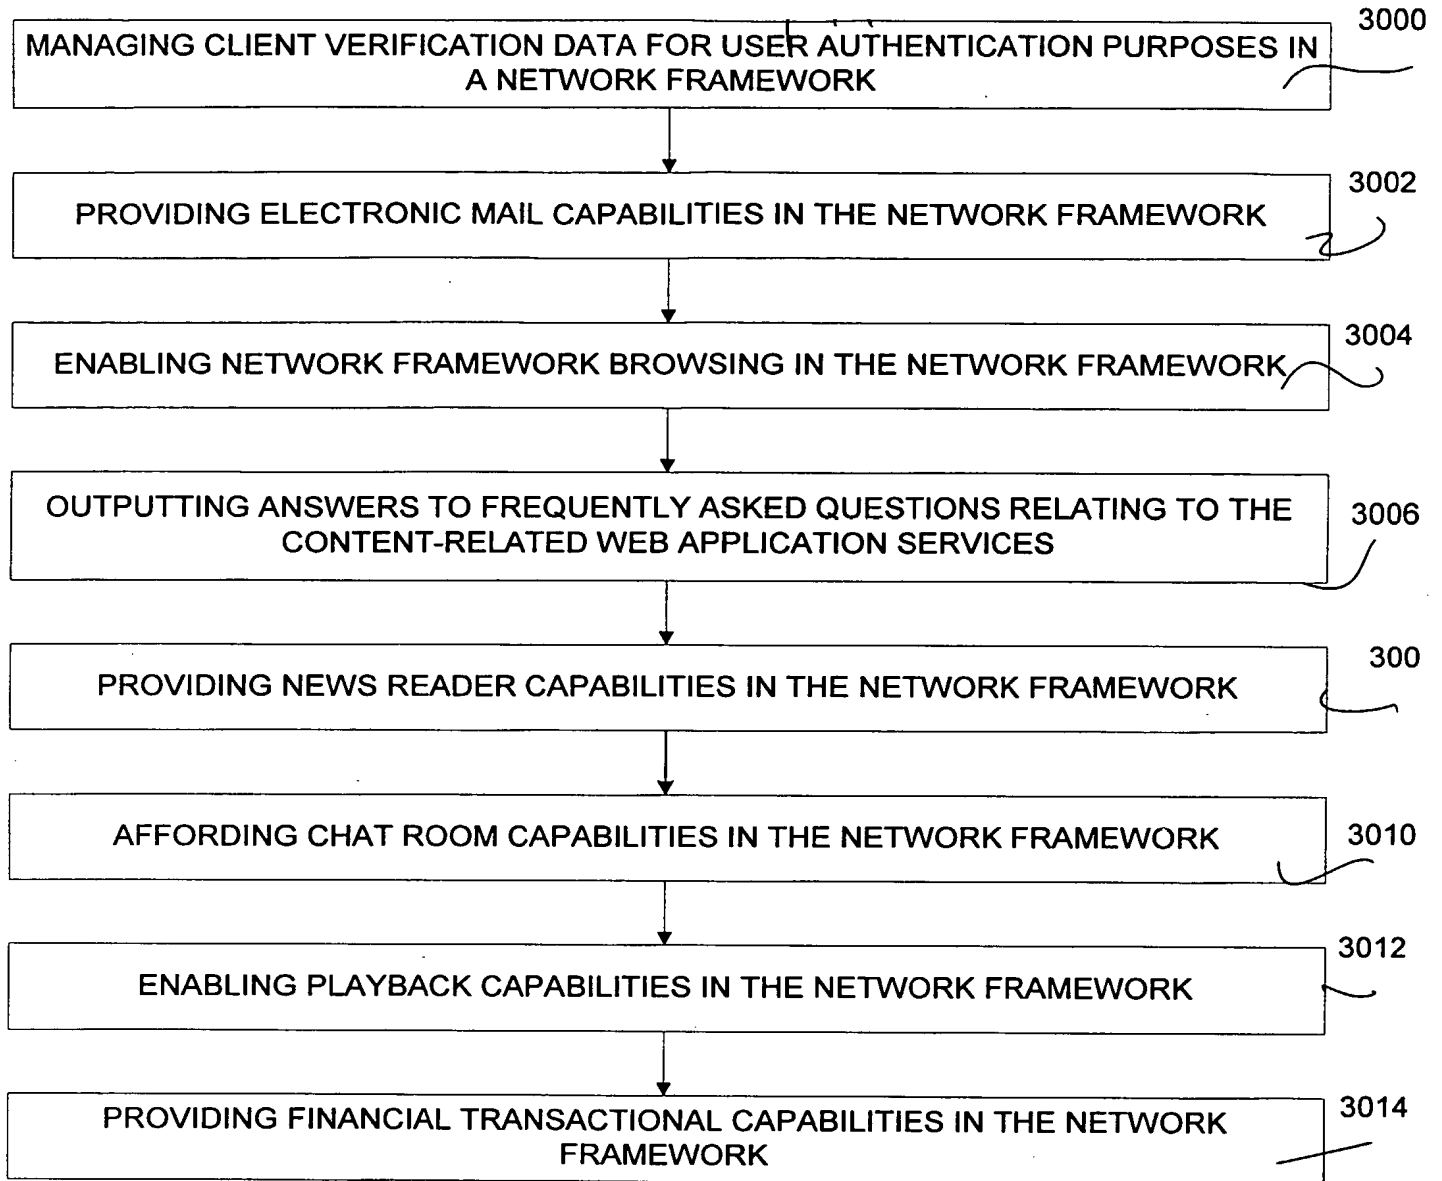 3000
MANAGING CLIENT VERIFICATION DATA FOR USER AUTHENTICATION PURPOSES IN
A NETWORK FRAMEWORK
3002
PROVIDING ELECTRONIC MAIL CAPABILITIES IN THE NETWORK FRAMEWORK
3004
ENABLING NETWORK FRAMEWORK BROWSING IN THE NETWORK FRAMEWORK
OUTPUTTING ANSWERS TO FREQUENTLY ASKED QUESTIONS RELATING TO THE
CONTENT-RELATED WEB APPLICATION SERVICES
3006
300
PROVIDING NEWS READER CAPABILITIES IN THE NETWORK FRAMEWORK
AFFORDING CHAT ROOM CAPABILITIES IN THE NETWORK FRAMEWORK
3010
3012
ENABLING PLAYBACK CAPABILITIES IN THE NETWORK FRAMEWORK
3014
PROVIDING FINANCIAL TRANSACTIONAL CAPABILITIES IN THE NETWORK
FRAMEWORK